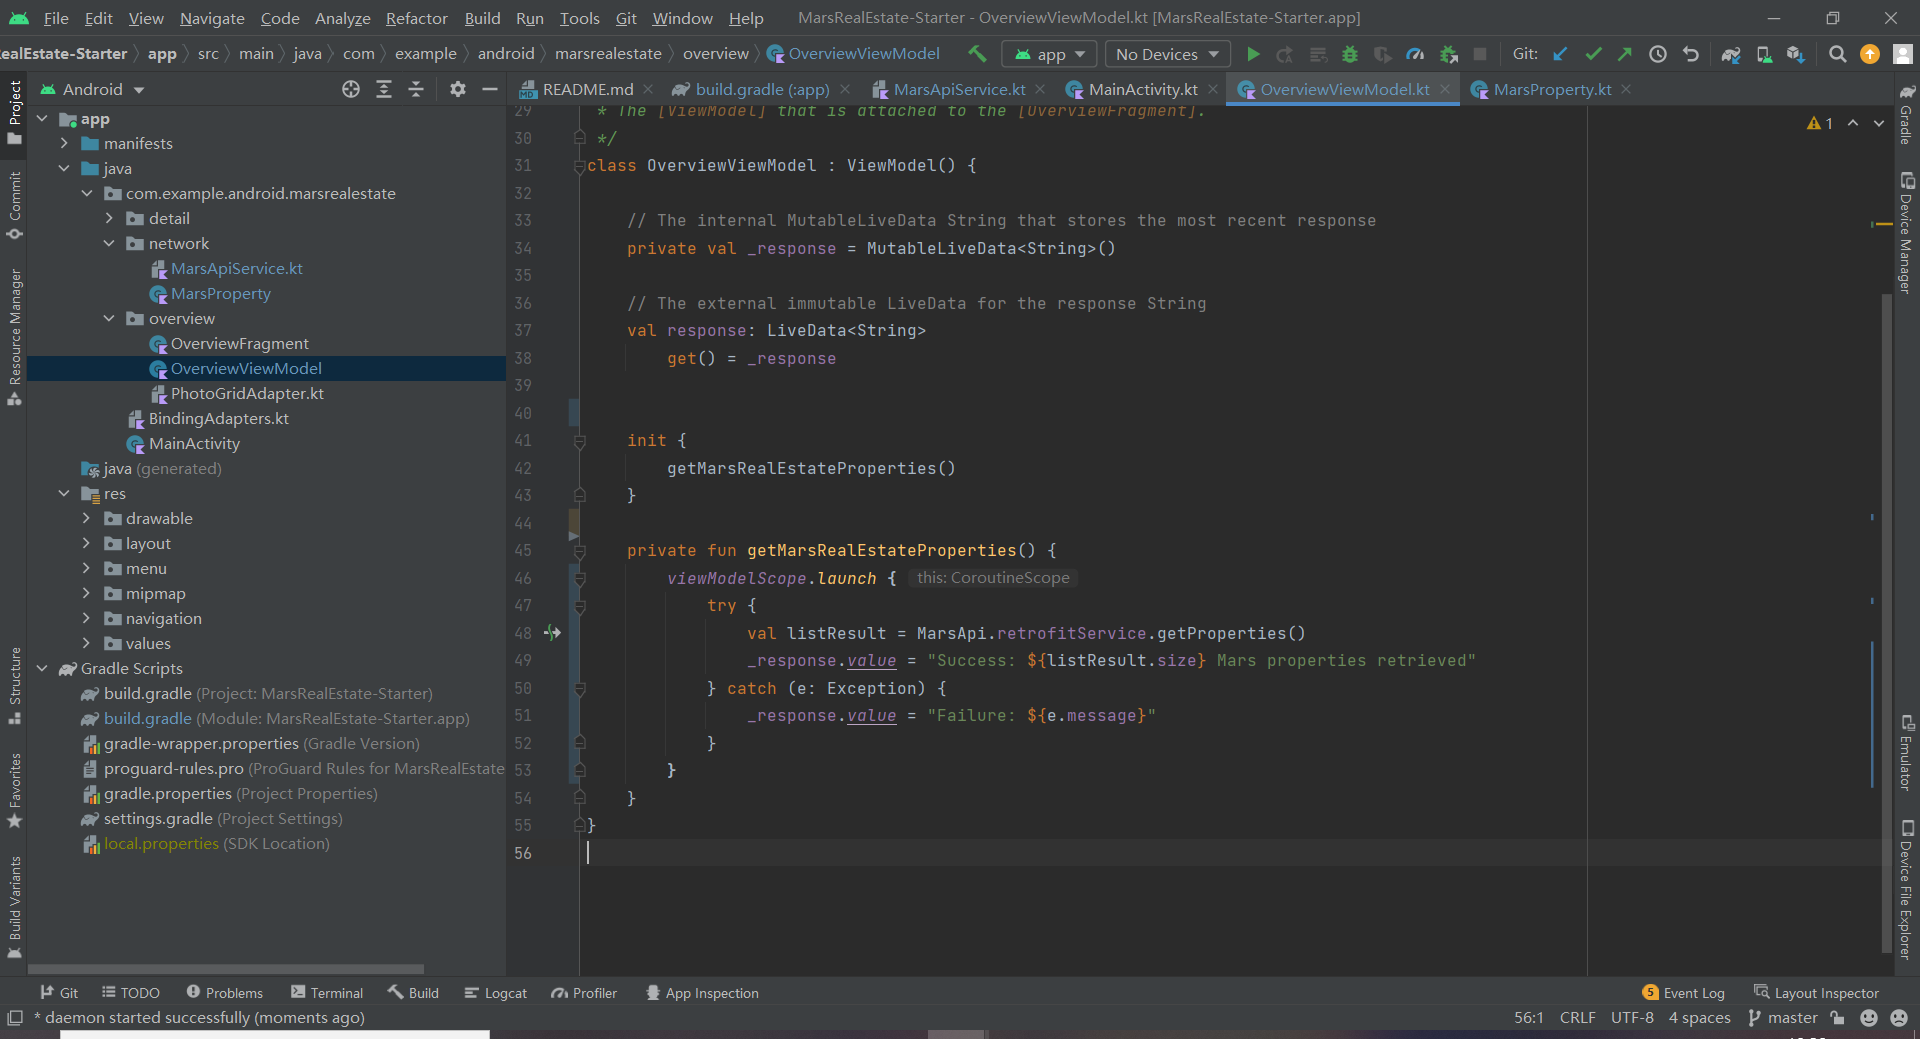 File Edit View Navigate Code Analyze Refactor Build Run Tools Git Window Help MarsRealEstate-Starter - OverviewViewModel.kt [MarsRealEstate-Starter.app]
ealEstate-Starter app src main java com example android marsrealestate overview OverviewViewModel app No Devices Git:
Android
README.md build.gradle (:app) MarsApiService.kt MainActivity.kt OverviewViewModel.kt MarsProperty.kt
Project
Commit
Resource Manager
Structure
Favorites
Build Variants
app
manifests
java
com.example.android.marsrealestate
detail
network
MarsApiService.kt
MarsProperty
overview
OverviewFragment
OverviewViewModel
PhotoGridAdapter.kt
BindingAdapters.kt
MainActivity
java (generated)
res
drawable
layout
menu
mipmap
navigation
values
Gradle Scripts
build.gradle (Project: MarsRealEstate-Starter)
build.gradle (Module: MarsRealEstate-Starter.app)
gradle-wrapper.properties (Gradle Version)
proguard-rules.pro (ProGuard Rules for MarsRealEstate
gradle.properties (Project Properties)
settings.gradle (Project Settings)
local.properties (SDK Location)
29 * The [ViewModel] that is attached to the [OverviewFragment].
30 */
31 class OverviewViewModel : ViewModel() {
32
33 // The internal MutableLiveData String that stores the most recent response
34 private val _response = MutableLiveData<String>()
35
36 // The external immutable LiveData for the response String
37 val response: LiveData<String>
38 get() = _response
39
40
41 init {
42 getMarsRealEstateProperties()
43 }
44
45 private fun getMarsRealEstateProperties() {
46 viewModelScope.launch { this: CoroutineScope
47 try {
48 val listResult = MarsApi.retrofitService.getProperties()
49 _response.value = "Success: ${listResult.size} Mars properties retrieved"
50 } catch (e: Exception) {
51 _response.value = "Failure: ${e.message}"
52 }
53 }
54 }
55 }
56
1
Gradle
Device Manager
Emulator
Device File Explorer
Git TODO Problems Terminal Build Logcat Profiler App Inspection 5 Event Log Layout Inspector
* daemon started successfully (moments ago) 56:1 CRLF UTF-8 4 spaces master